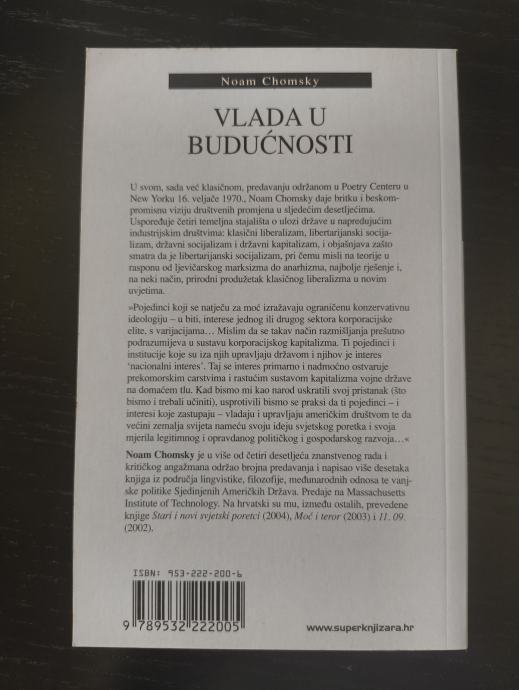 Noam Chomsky
VLADA U
BUDUĆNOSTI
U svom, sada već klasičnom, predavanju održanom u Poetry Centeru u
New Yorku 16. veljače 1970., Noam Chomsky daje britku i beskom-
promisnu viziju društvenih promjena u sljedećim desetljećima.
Uspoređuje četiri temeljna stajališta o ulozi države u napredujućim
industrijskim društvima: klasični liberalizam, libertarijanski socija-
lizam, državni socijalizam i državni kapitalizam, i objašnjava zašto
smatra da je libertarijanski socijalizam, pri čemu misli na teorije u
rasponu od ljevičarskog marksizma do anarhizma, najbolje rješenje i,
na neki način, prirodni produžetak klasičnog liberalizma u novim
uvjetima.
»Pojedinci koji se natječu za moć izražavaju ograničenu konzervativnu
ideologiju – u biti, interese jednog ili drugog sektora korporacijske
elite, s varijacijama… Mislim da se takav način razmišljanja prešutno
podrazumijeva u sustavu korporacijskog kapitalizma. Ti pojedinci i
institucije koje su iza njih upravljaju državom i njihov je interes
‘nacionalni interes’. Taj se interes primarno i nadmoćno ostvaruje
prekomorskim carstvima i rastućim sustavom kapitalizma vojne države
na domaćem tlu. Kad bismo mi kao narod uskratili svoj pristanak (što
bismo i trebali učiniti), usprotivili bismo se praksi da ti pojedinci – i
interesi koje zastupaju – vladaju i upravljaju američkim društvom te da
većini zemalja svijeta nameću svoju ideju svjetskog poretka i svoja
mjerila legitimnog i opravdanog političkog i gospodarskog razvoja…«
Noam Chomsky je u više od četiri desetljeća znanstvenog rada i
kritičkog angažmana održao brojna predavanja i napisao više desetaka
knjiga iz područja lingvistike, filozofije, međunarodnih odnosa te vanj-
ske politike Sjedinjenih Američkih Država. Predaje na Massachusetts
Institute of Technology. Na hrvatski su mu, između ostalih, prevedene
knjige Stari i novi svjetski poretci (2004), Moć i teror (2003) i 11. 09.
(2002).
ISBN: 953-222-200-6
9 789532 222005
www.superknjizara.hr